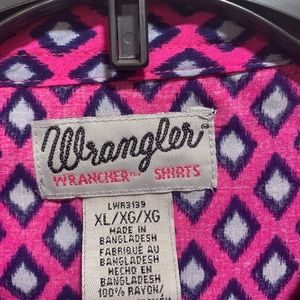 Wrangler
WRANCHER™ SHIRTS
LWR3139
XL/XG/XG
MADE IN
BANGLADESH
FABRIQUÉ AU
BANGLADESH
HECHO EN
BANGLADESH
100% RAYON/